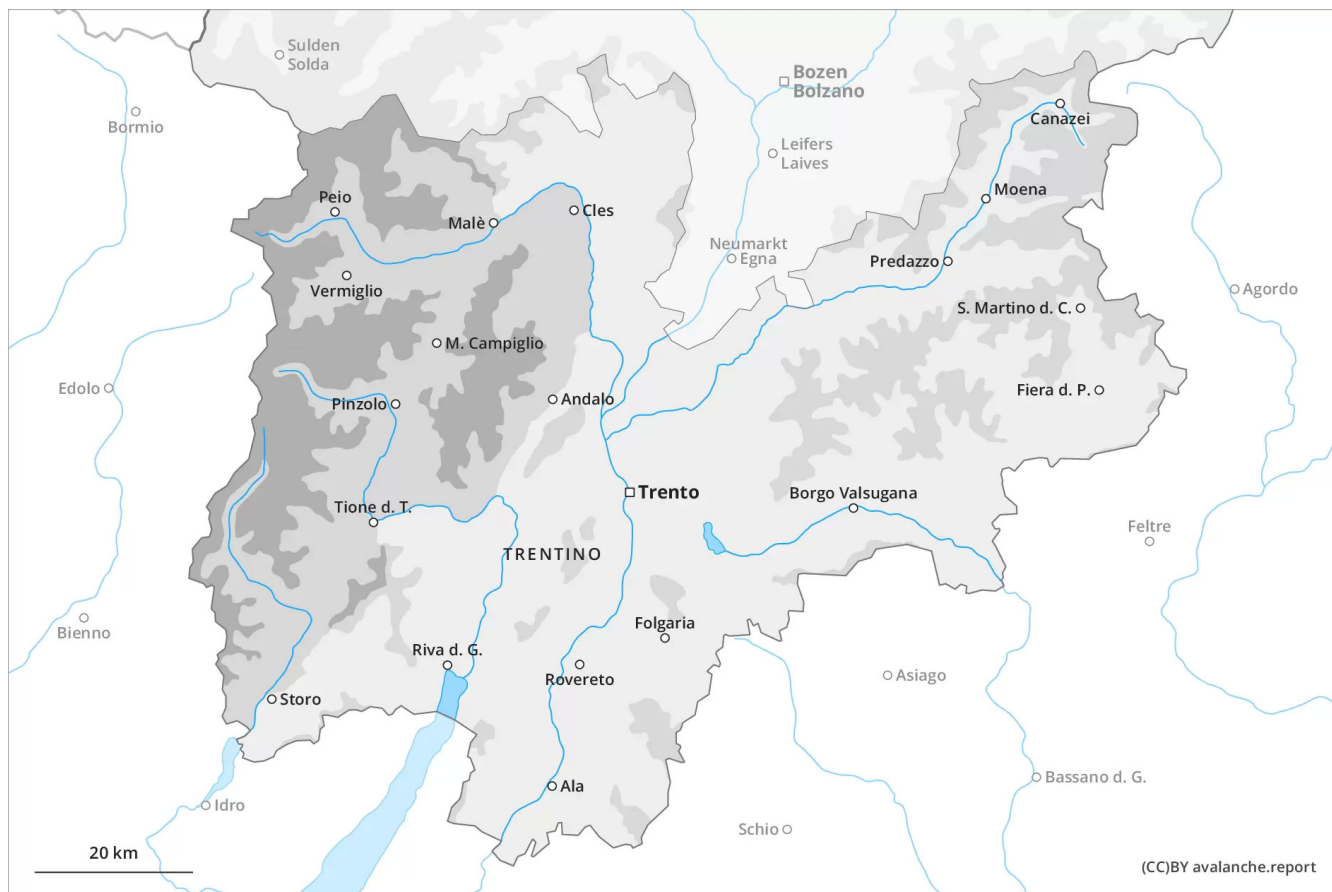 Sulden
Solda
Bozen
Bolzano
Bormio
Canazei
Leifers
Laives
Peio
Moena
Malè
Cles
Neumarkt
Egna
Predazzo
Vermiglio
Agordo
S. Martino d. C.
M. Campiglio
Edolo
Fiera d. P.
Andalo
Pinzolo
Trento
Borgo Valsugana
Tione d. T.
Feltre
TRENTINO
Bienno
Folgaria
Riva d. G.
Rovereto
Asiago
Storo
Bassano d. G.
Ala
Idro
Schio
20 km
(CC)BY avalanche.report